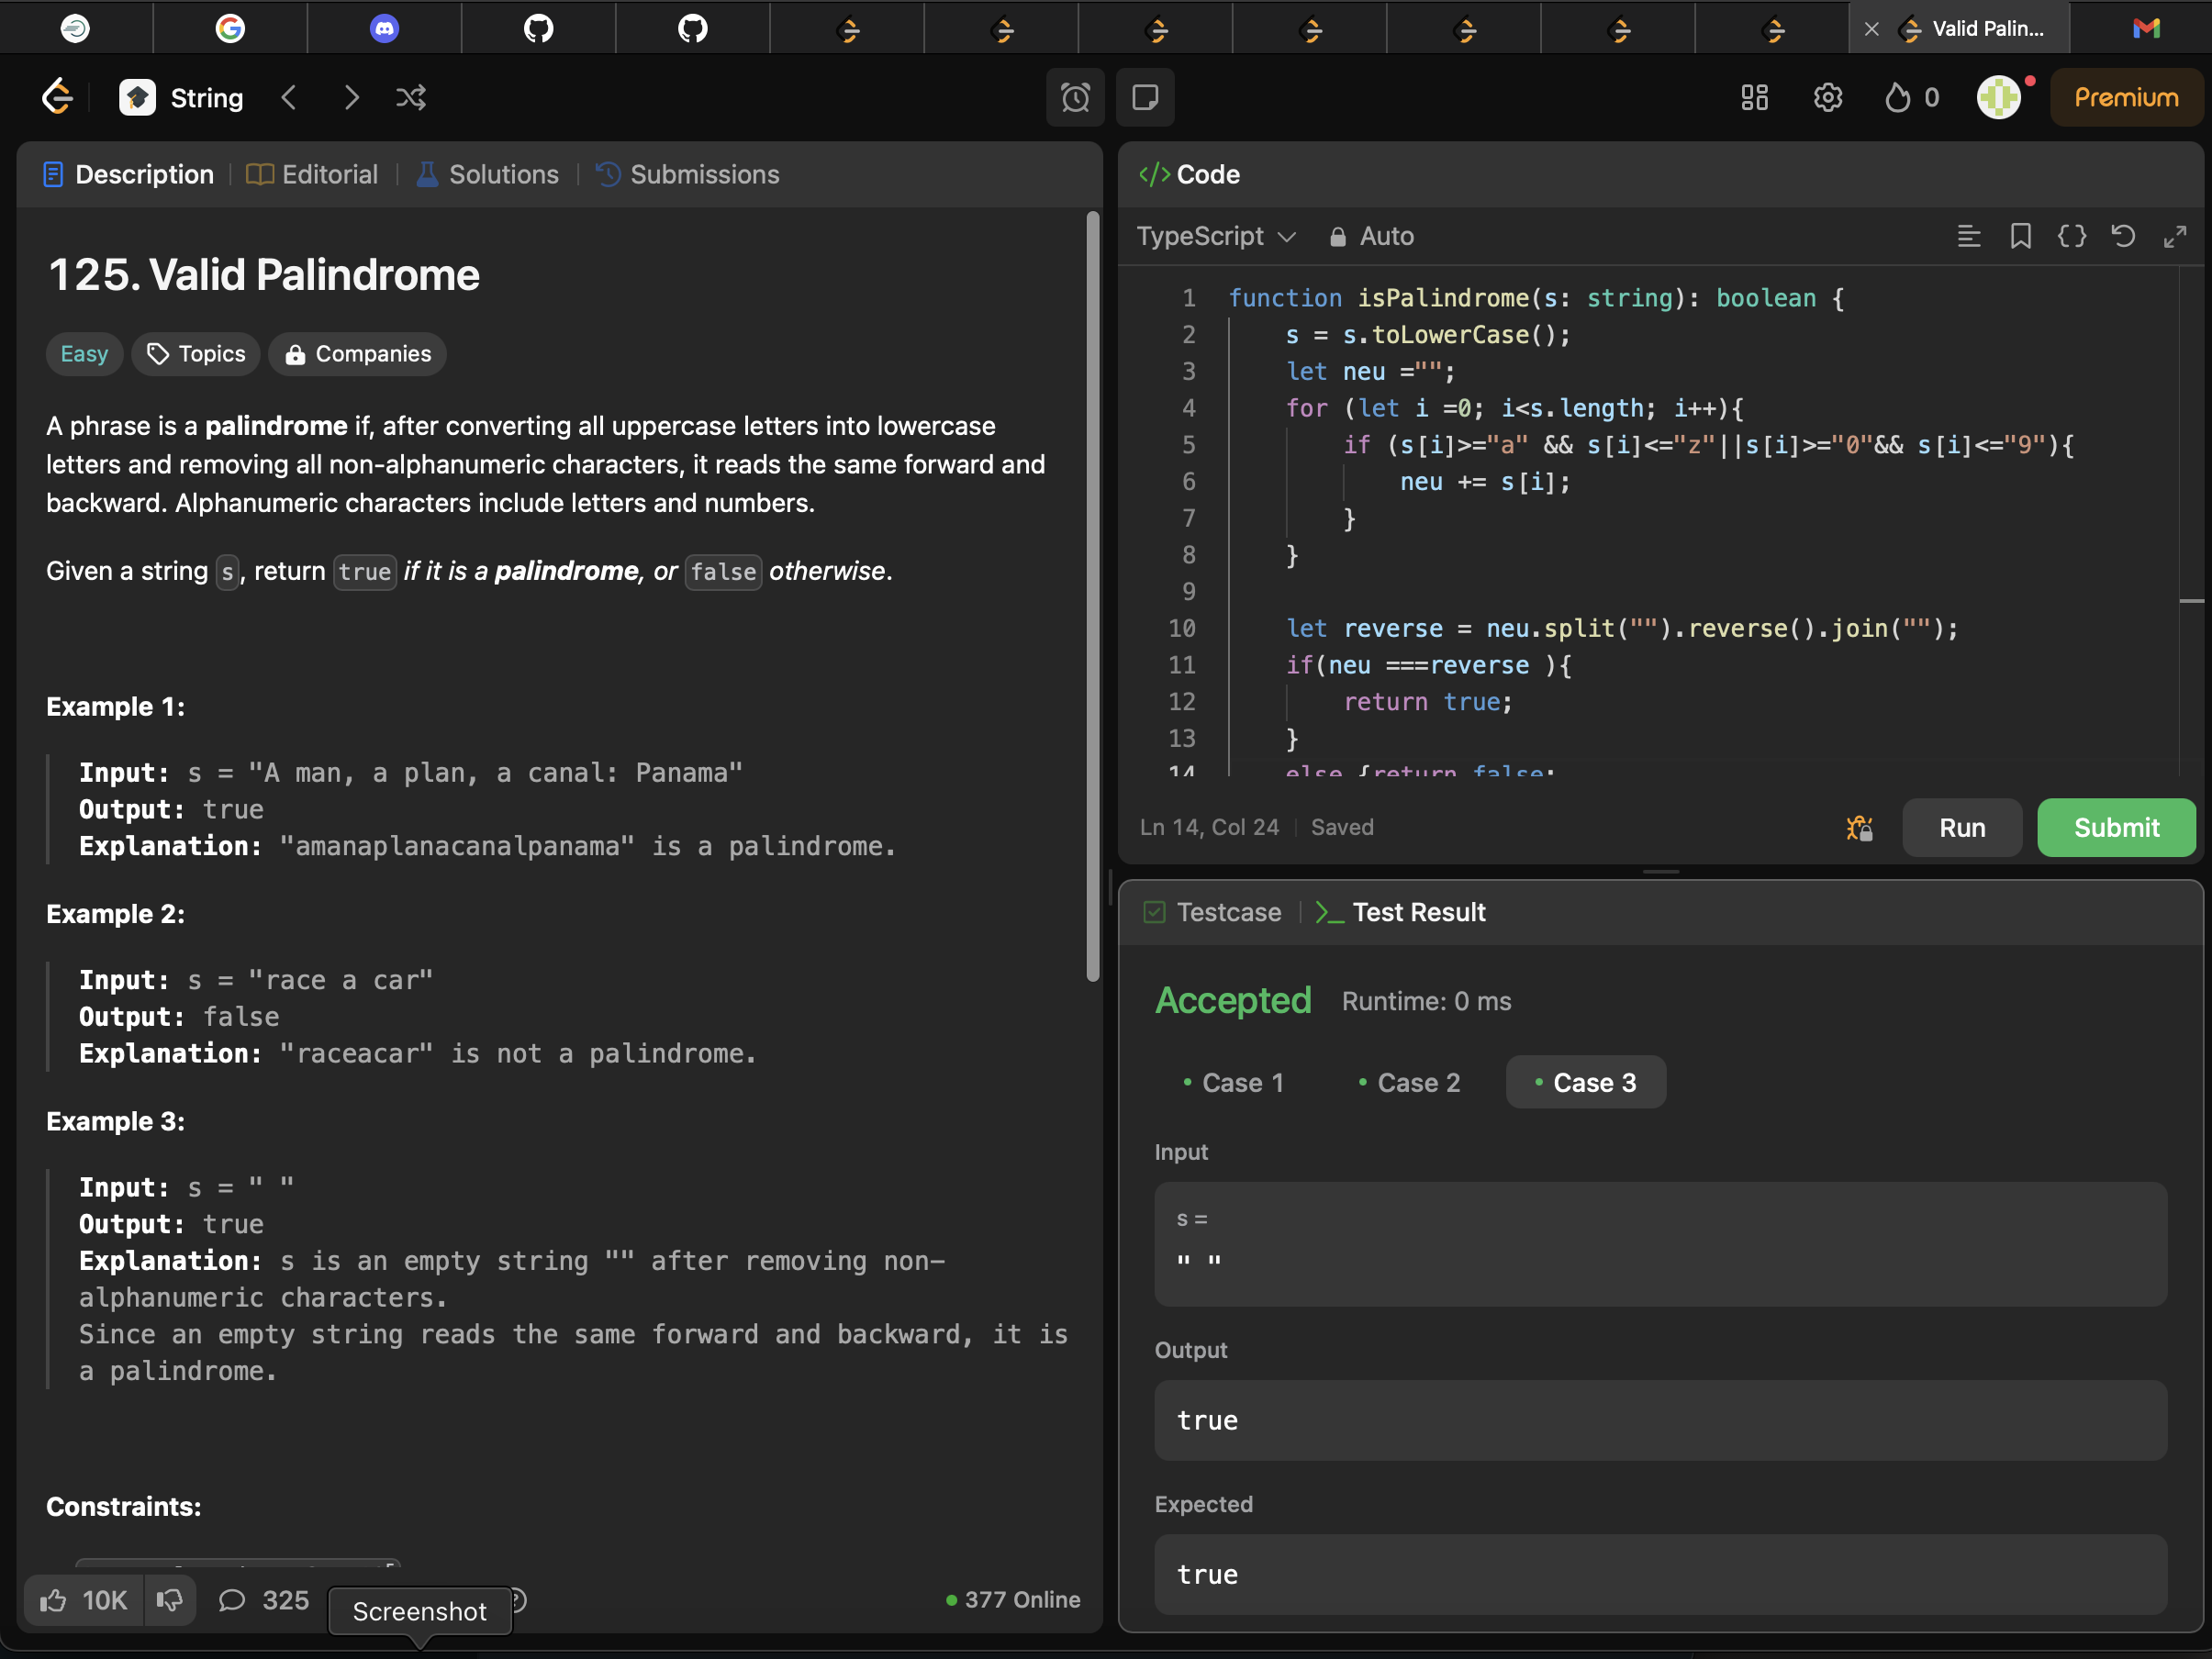 Valid Palin...
String
0
Premium
Description
Editorial
Solutions
Submissions
125. Valid Palindrome
Easy
Topics
Companies
A phrase is a palindrome if, after converting all uppercase letters into lowercase
letters and removing all non-alphanumeric characters, it reads the same forward and
backward. Alphanumeric characters include letters and numbers.
Given a string s, return true if it is a palindrome, or false otherwise.
Example 1:
Input: s = "A man, a plan, a canal: Panama"
Output: true
Explanation: "amanaplanacanalpanama" is a palindrome.
Example 2:
Input: s = "race a car"
Output: false
Explanation: "raceacar" is not a palindrome.
Example 3:
Input: s = " "
Output: true
Explanation: s is an empty string "" after removing non-
alphanumeric characters.
Since an empty string reads the same forward and backward, it is
a palindrome.
Constraints:
10K
325
Screenshot
377 Online
</> Code
TypeScript
Auto
1 function isPalindrome(s: string): boolean {
2 s = s.toLowerCase();
3 let neu ="";
4 for (let i =0; i<s.length; i++){
5 if (s[i]>="a" && s[i]<="z"||s[i]>="0"&& s[i]<="9"){
6 neu += s[i];
7 }
8 }
9
10 let reverse = neu.split("").reverse().join("");
11 if(neu ===reverse ){
12 return true;
13 }
14 else {return false;
Ln 14, Col 24
Saved
Run
Submit
Testcase
Test Result
Accepted
Runtime: 0 ms
Case 1
Case 2
Case 3
Input
s =
" "
Output
true
Expected
true